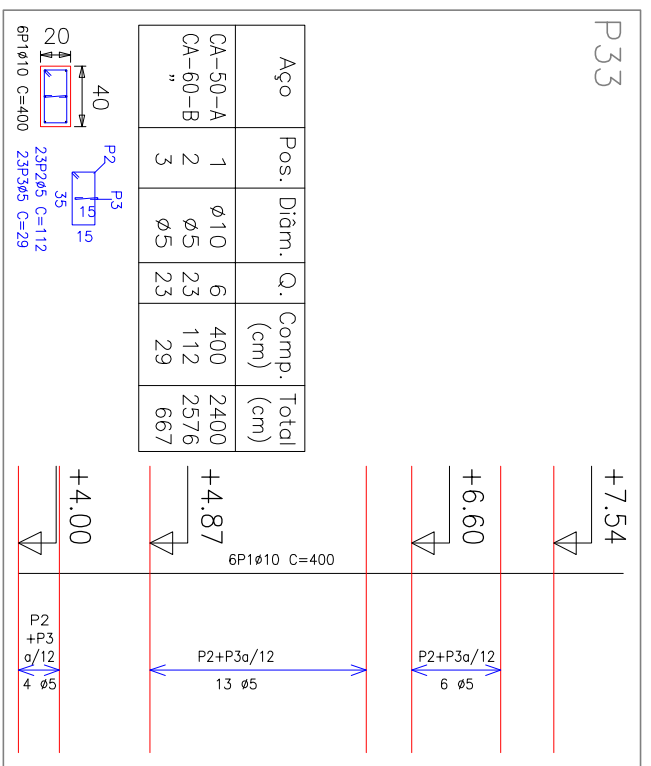 P33
Aço Pos. Diâm. Q. Comp. (cm) Total (cm)
CA-50-A 1 ø10 6 400 2400
CA-60-B 2 ø5 23 112 2576
" 3 ø5 23 29 667
40
20
6P1ø10 C=400
P2
P3
15
35
15
23P2ø5 C=112
23P3ø5 C=29
+7.54
+6.60
+4.87
+4.00
6P1ø10 C=400
P2+P3a/12
6 ø5
P2+P3a/12
13 ø5
P2
+P3
a/12
4 ø5